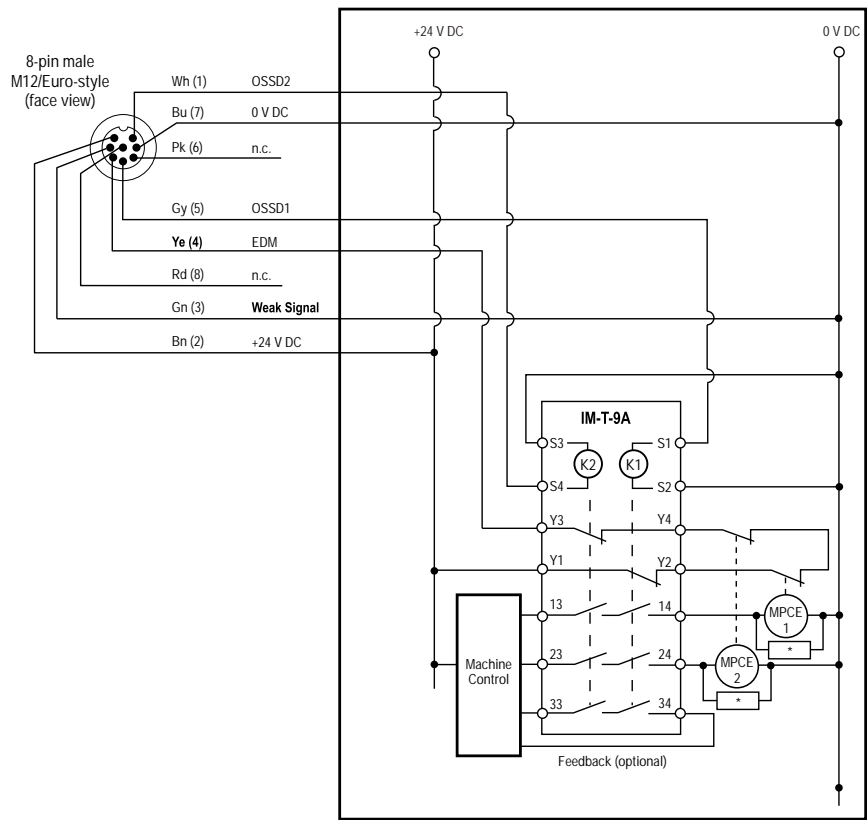 +24 V DC
0 V DC
8-pin male
M12/Euro-style
(face view)
Wh (1) OSSD2
Bu (7) 0 V DC
Pk (6) n.c.
Gy (5) OSSD1
Ye (4) EDM
Rd (8) n.c.
Gn (3) Weak Signal
Bn (2) +24 V DC
IM-T-9A
S3 S1
K2 K1
S4 S2
Y3 Y4
Y1 Y2
13 14
MPCE
1
*
23 24
Machine
Control
MPCE
2
*
33 34
Feedback (optional)